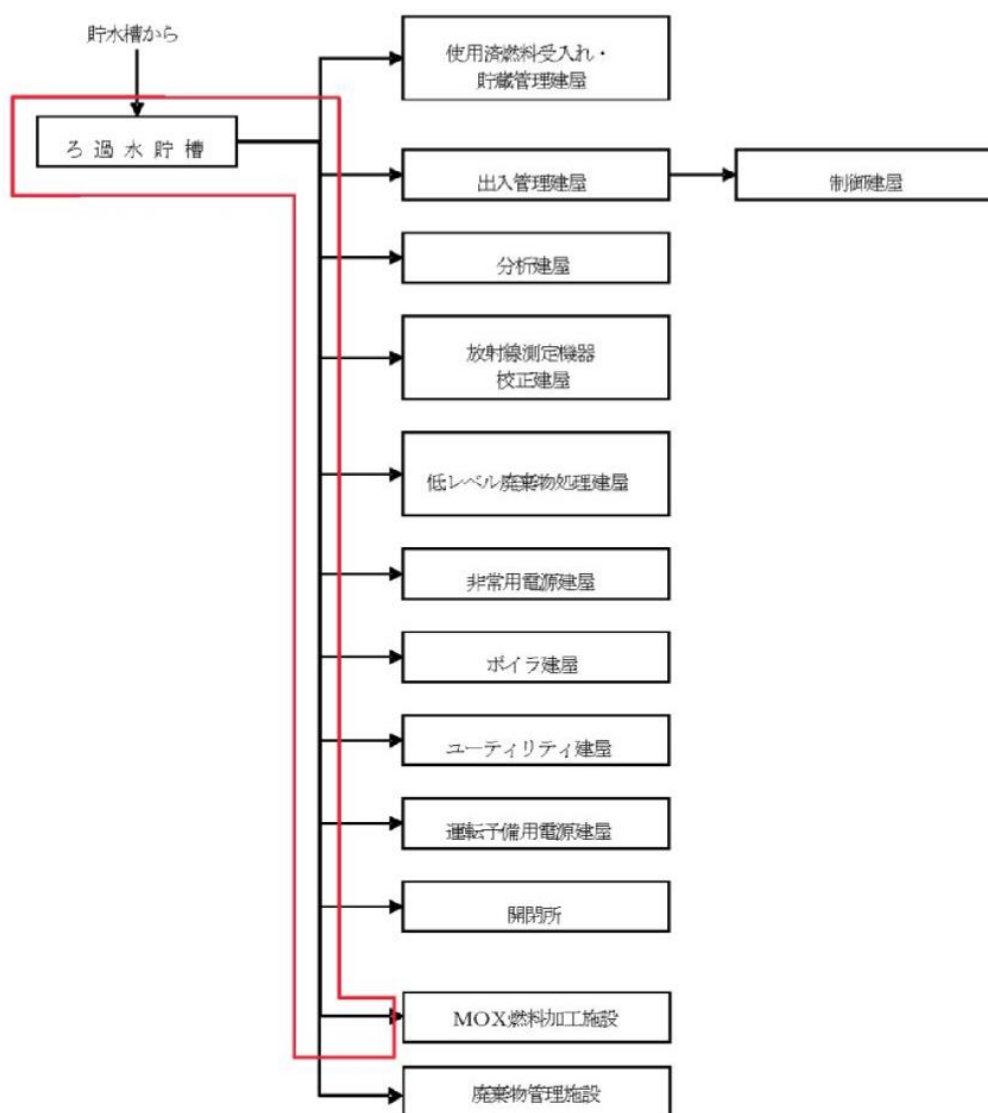 貯水槽から
ろ過水貯槽
使用済燃料受入れ・
貯蔵管理建屋
出入管理建屋
制御建屋
分析建屋
放射線測定機器
校正建屋
低レベル廃棄物処理建屋
非常用電源建屋
ボイラ建屋
ユーティリティ建屋
運転予備用電源建屋
開閉所
MOX燃料加工施設
廃棄物管理施設